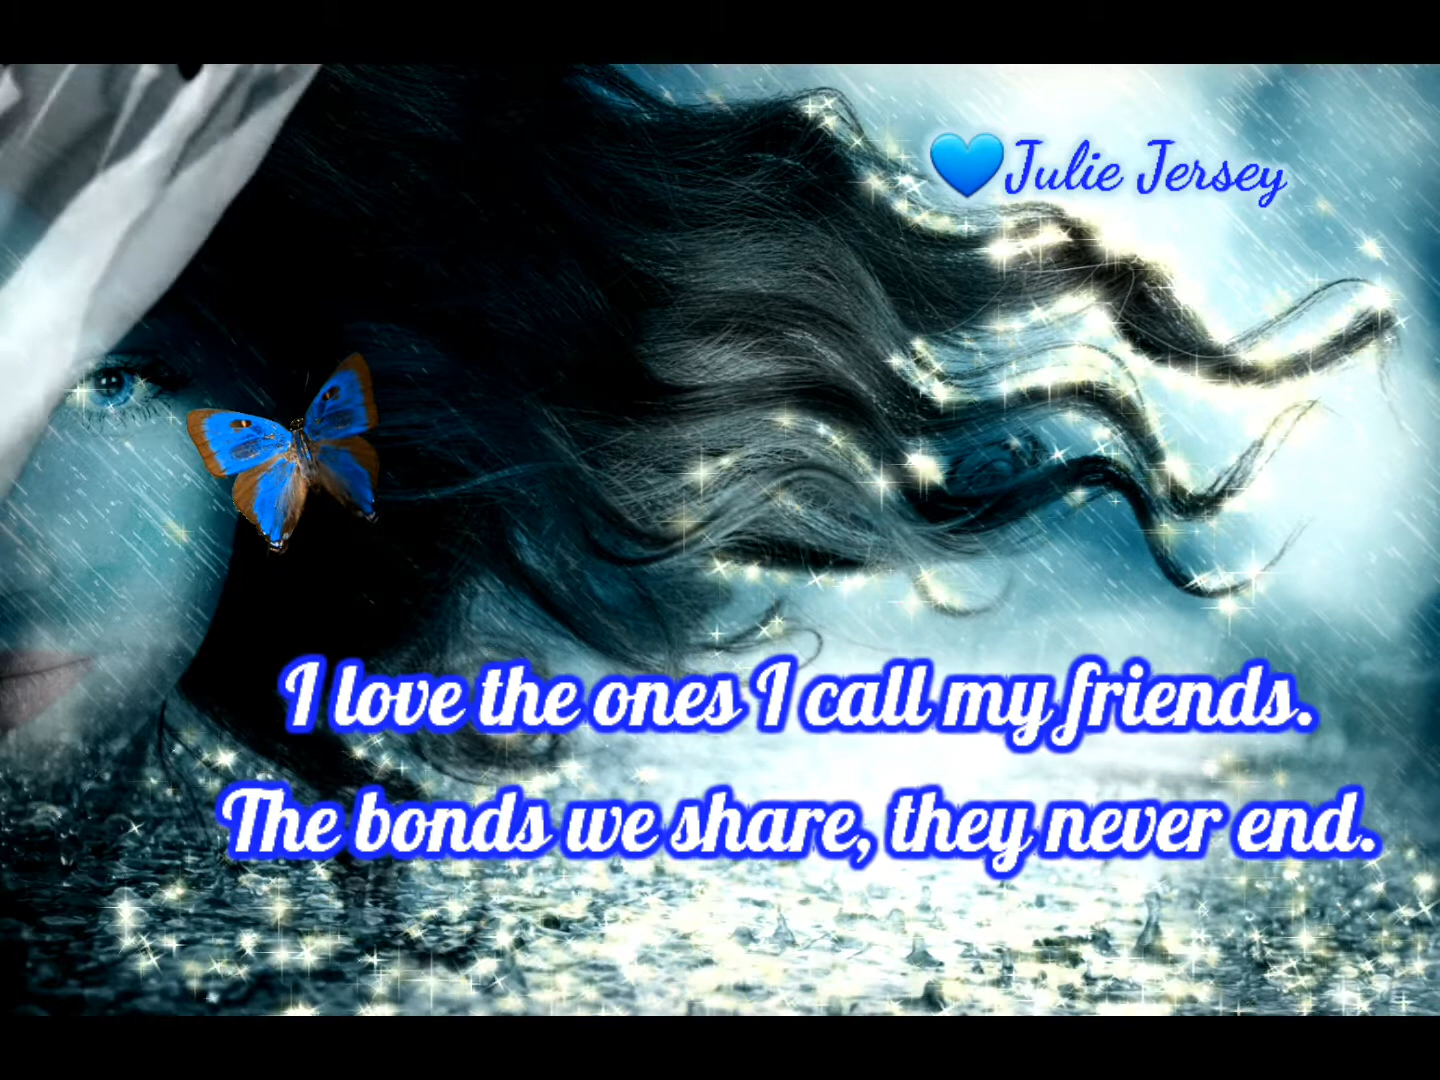 💙Julie Jersey
I love the ones I call my friends.
The bonds we share, they never end.